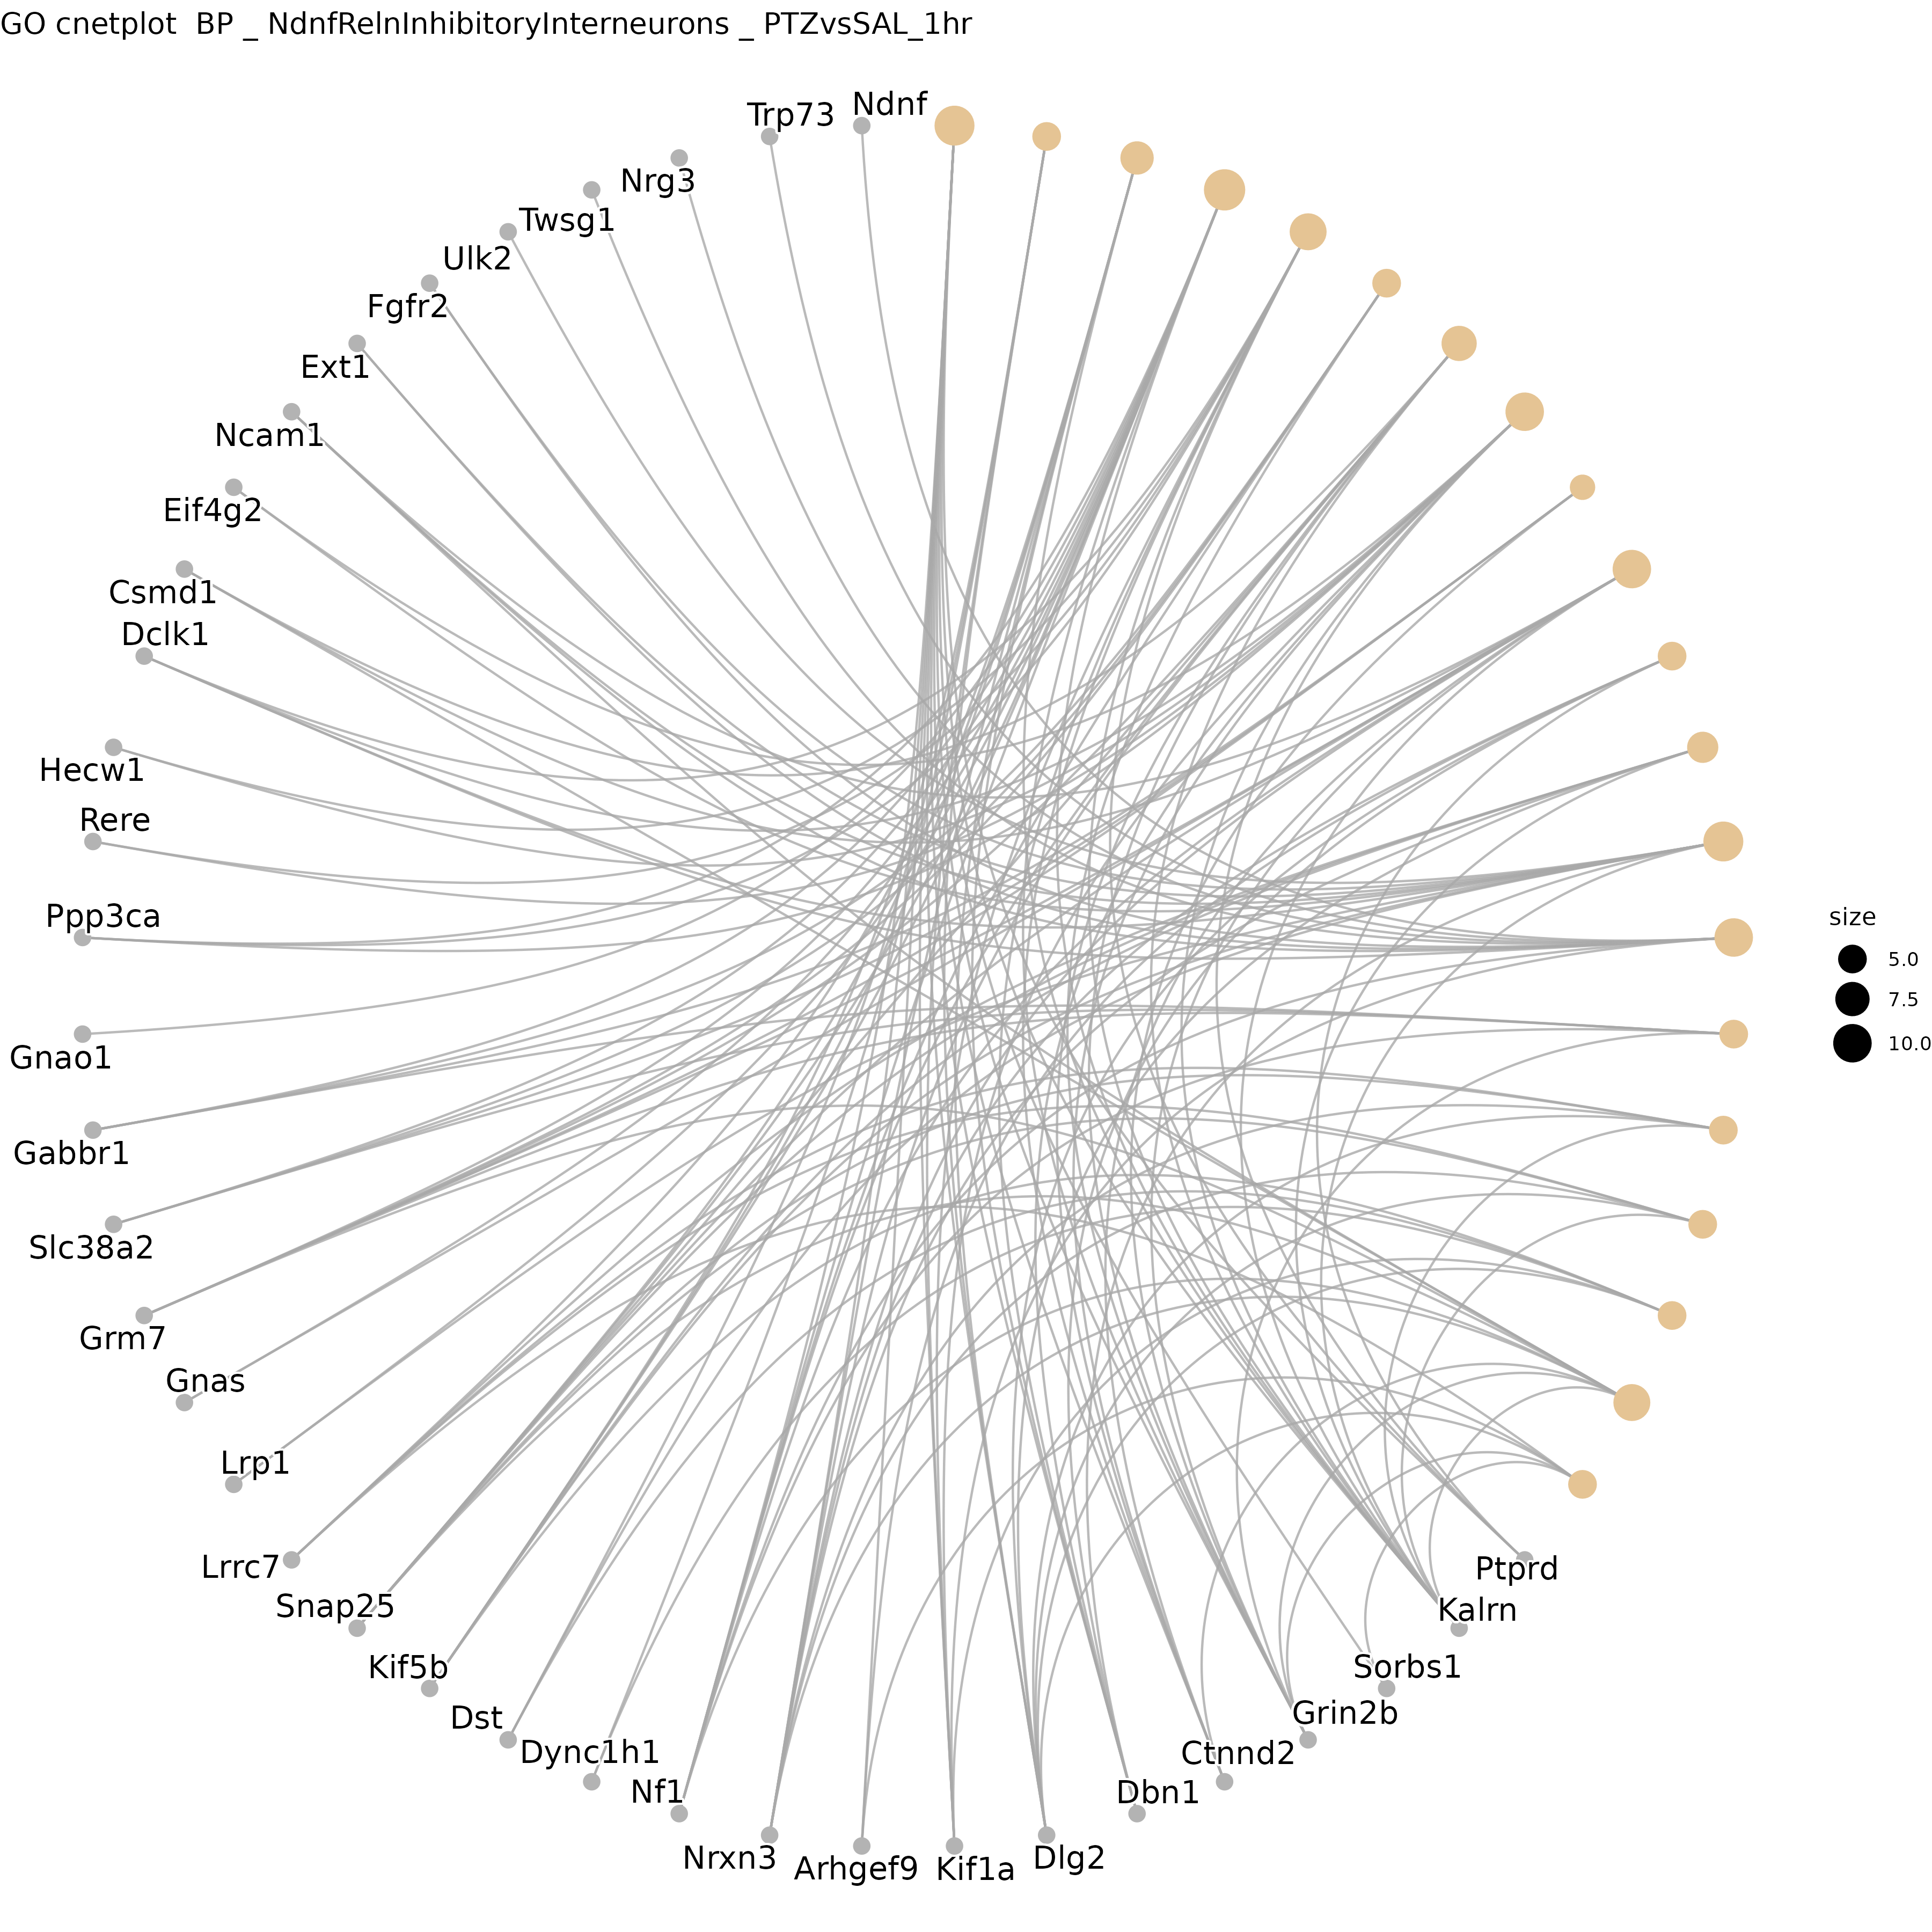 GO cnetplot  BP _ NdnfRelnInhibitoryInterneurons _ PTZvsSAL_1hr
Ndnf
Trp73
Nrg3
Twsg1
Ulk2
Fgfr2
Ext1
Ncam1
Eif4g2
Csmd1
Dclk1
Hecw1
Rere
Ppp3ca
Gnao1
Gabbr1
Slc38a2
Grm7
Gnas
Lrp1
Lrrc7
Snap25
Kif5b
Dst
Dync1h1
Nf1
Nrxn3
Arhgef9
Kif1a
Dlg2
Dbn1
Ctnnd2
Grin2b
Sorbs1
Kalrn
Ptprd
size
5.0
7.5
10.0